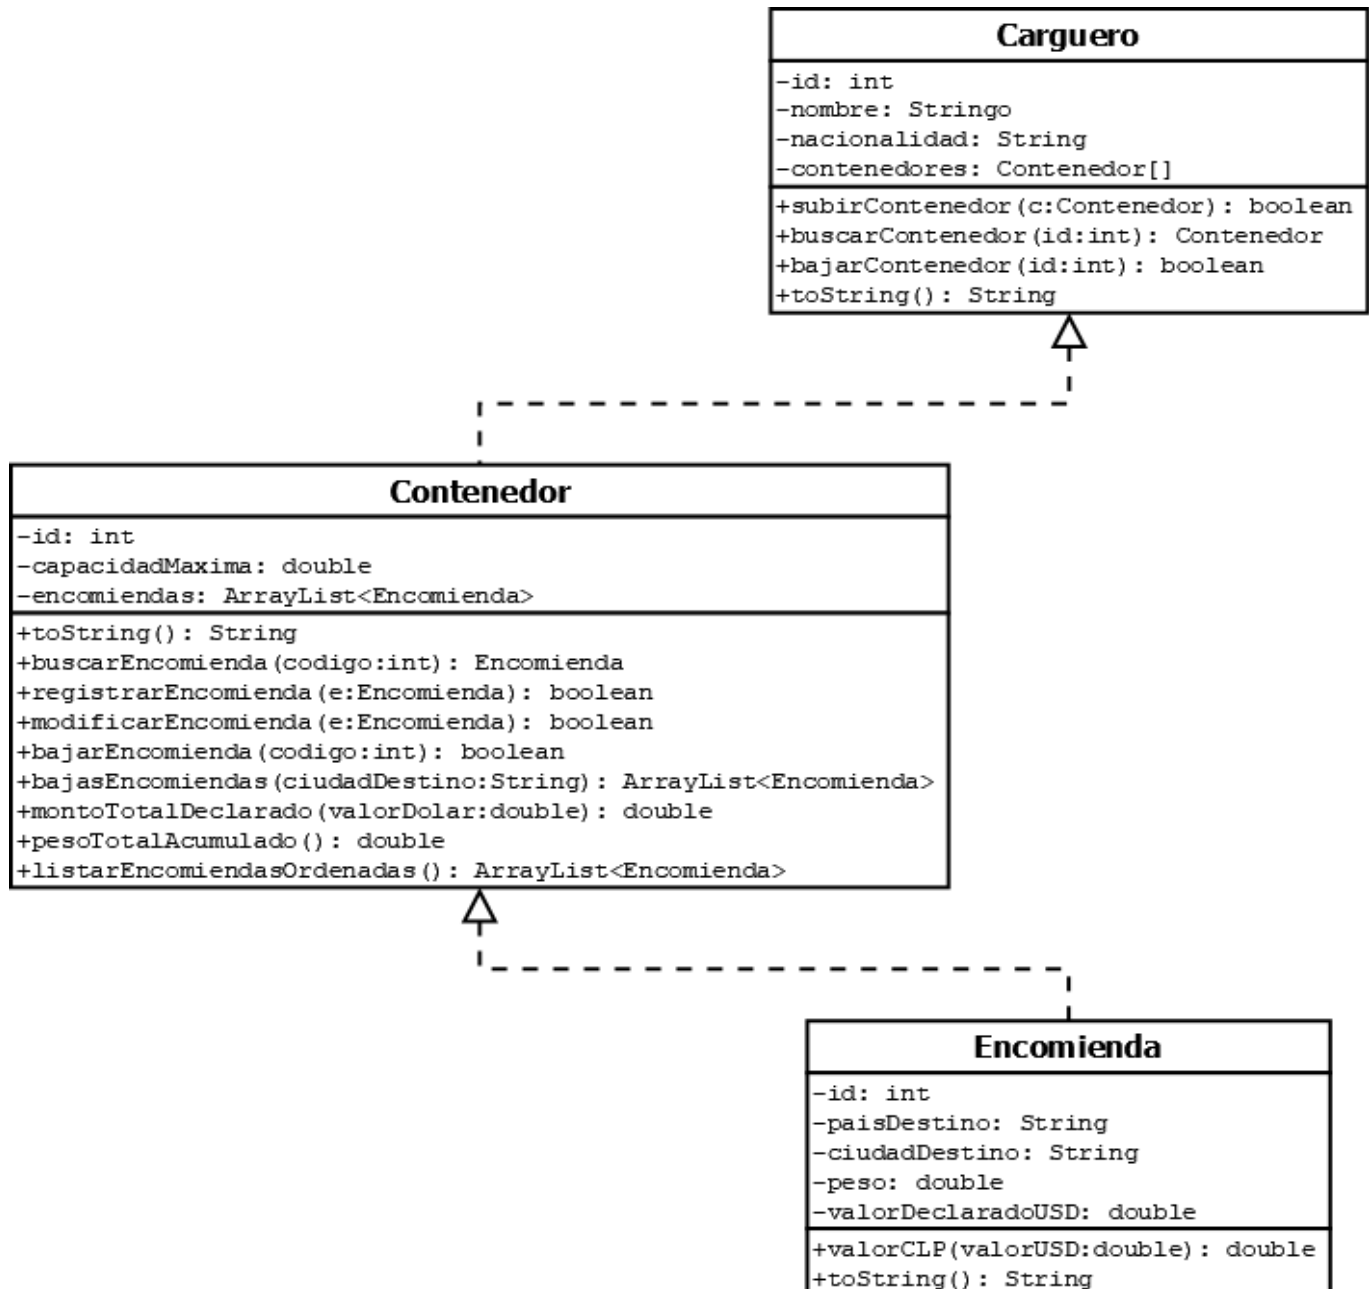 Carguero
-id: int
-nombre: Stringo
-nacionalidad: String
-contenedores: Contenedor[]
+subirContenedor(c:Contenedor): boolean
+buscarContenedor(id:int): Contenedor
+bajarContenedor(id:int): boolean
+toString(): String
Contenedor
-id: int
-capacidadMaxima: double
-encomiendas: ArrayList<Encomienda>
+toString(): String
+buscarEncomienda(codigo:int): Encomienda
+registrarEncomienda(e:Encomienda): boolean
+modificarEncomienda(e:Encomienda): boolean
+bajarEncomienda(codigo:int): boolean
+bajasEncomiendas(ciudadDestino:String): ArrayList<Encomienda>
+montoTotalDeclarado(valorDolar:double): double
+pesoTotalAcumulado(): double
+listarEncomiendasOrdenadas(): ArrayList<Encomienda>
Encomienda
-id: int
-paisDestino: String
-ciudadDestino: String
-peso: double
-valorDeclaradoUSD: double
+valorCLP(valorUSD:double): double
+toString(): String